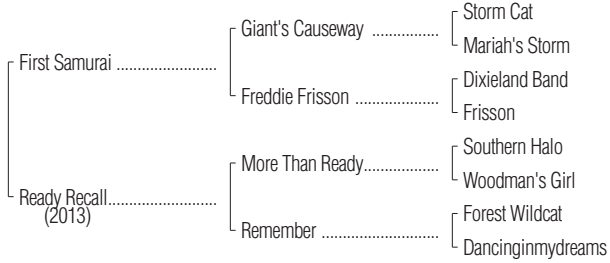 Storm Cat
Giant's Causeway ................
Mariah's Storm
First Samurai ........................
Dixieland Band
Freddie Frisson ....................
Frisson
Southern Halo
More Than Ready..................
Woodman's Girl
Ready Recall..........................
(2013)
Forest Wildcat
Remember ............................
Dancinginmydreams